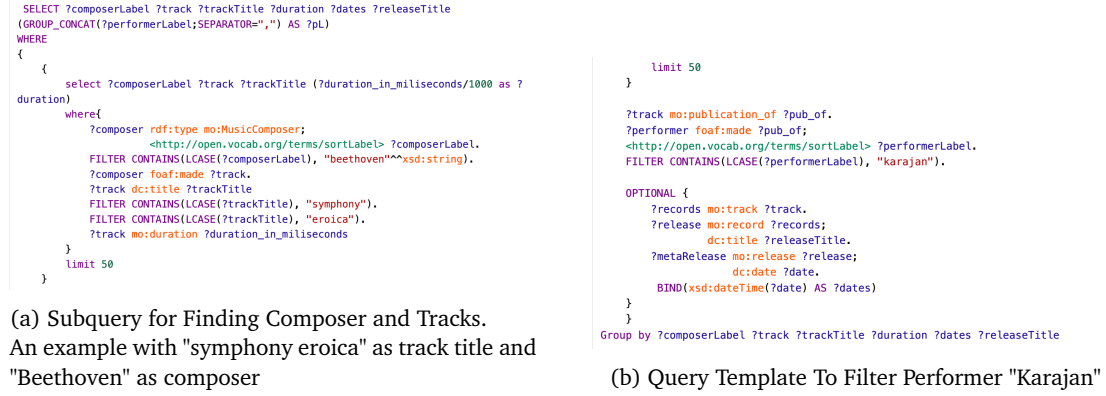 SELECT ?composerLabel ?track ?trackTitle ?duration ?dates ?releaseTitle
(GROUP_CONCAT(?performerLabel;SEPARATOR=",") AS ?pL)
WHERE
{
{
select ?composerLabel ?track ?trackTitle (?duration_in_miliseconds/1000 as ?
duration)
where{
?composer rdf:type mo:MusicComposer;
<http://open.vocab.org/terms/sortLabel> ?composerLabel.
FILTER CONTAINS(LCASE(?composerLabel), "beethoven"^^xsd:string).
?composer foaf:made ?track.
?track dc:title ?trackTitle
FILTER CONTAINS(LCASE(?trackTitle), "symphony").
FILTER CONTAINS(LCASE(?trackTitle), "eroica").
?track mo:duration ?duration_in_miliseconds
}
limit 50
}
(a) Subquery for Finding Composer and Tracks.
An example with "symphony eroica" as track title and
"Beethoven" as composer
limit 50
}
?track mo:publication_of ?pub_of.
?performer foaf:made ?pub_of;
<http://open.vocab.org/terms/sortLabel> ?performerLabel.
FILTER CONTAINS(LCASE(?performerLabel), "karajan").
OPTIONAL {
?records mo:track ?track.
?release mo:record ?records;
dc:title ?releaseTitle.
?metaRelease mo:release ?release;
dc:date ?date.
BIND(xsd:dateTime(?date) AS ?dates)
}
}
Group by ?composerLabel ?track ?trackTitle ?duration ?dates ?releaseTitle
(b) Query Template To Filter Performer "Karajan"